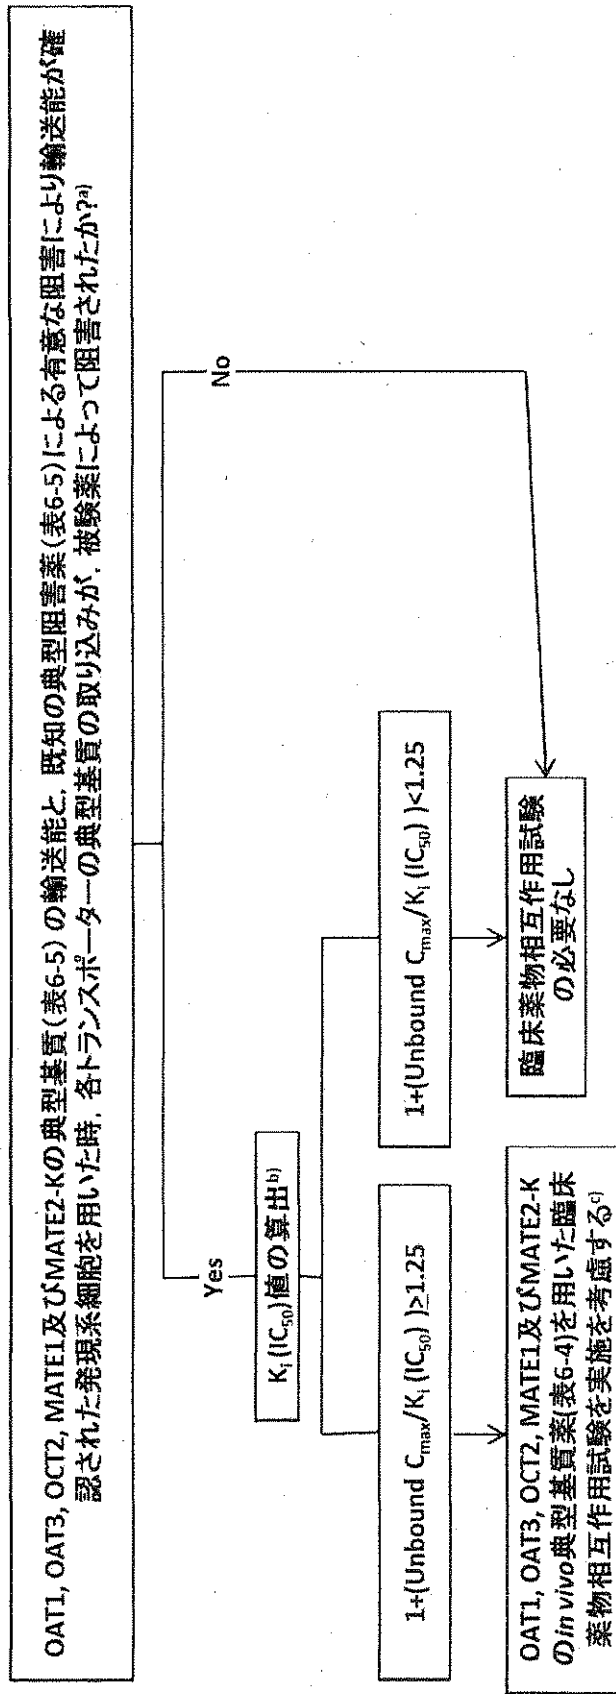 OAT1, OAT3, OCT2, MATE1及びMATE2-Kの典型基質(表6-5)の輸送能と, 既知の典型阻害薬(表6-5)による有意な阻害により輸送能が確
認された発現系細胞を用いた時, 各トランスポーターの典型基質の取り込みが, 被験薬によって阻害されたか?a)
Yes
No
Ki (IC50)値の算出b)
1+(Unbound Cmax/Ki (IC50) )≥1.25
1+(Unbound Cmax/Ki (IC50) )<1.25
OAT1, OAT3, OCT2, MATE1及びMATE2-K
のin vivo典型基質薬(表6-4)を用いた臨床
薬物相互作用試験を実施を考慮するc)
臨床薬物相互作用試験
の必要なし